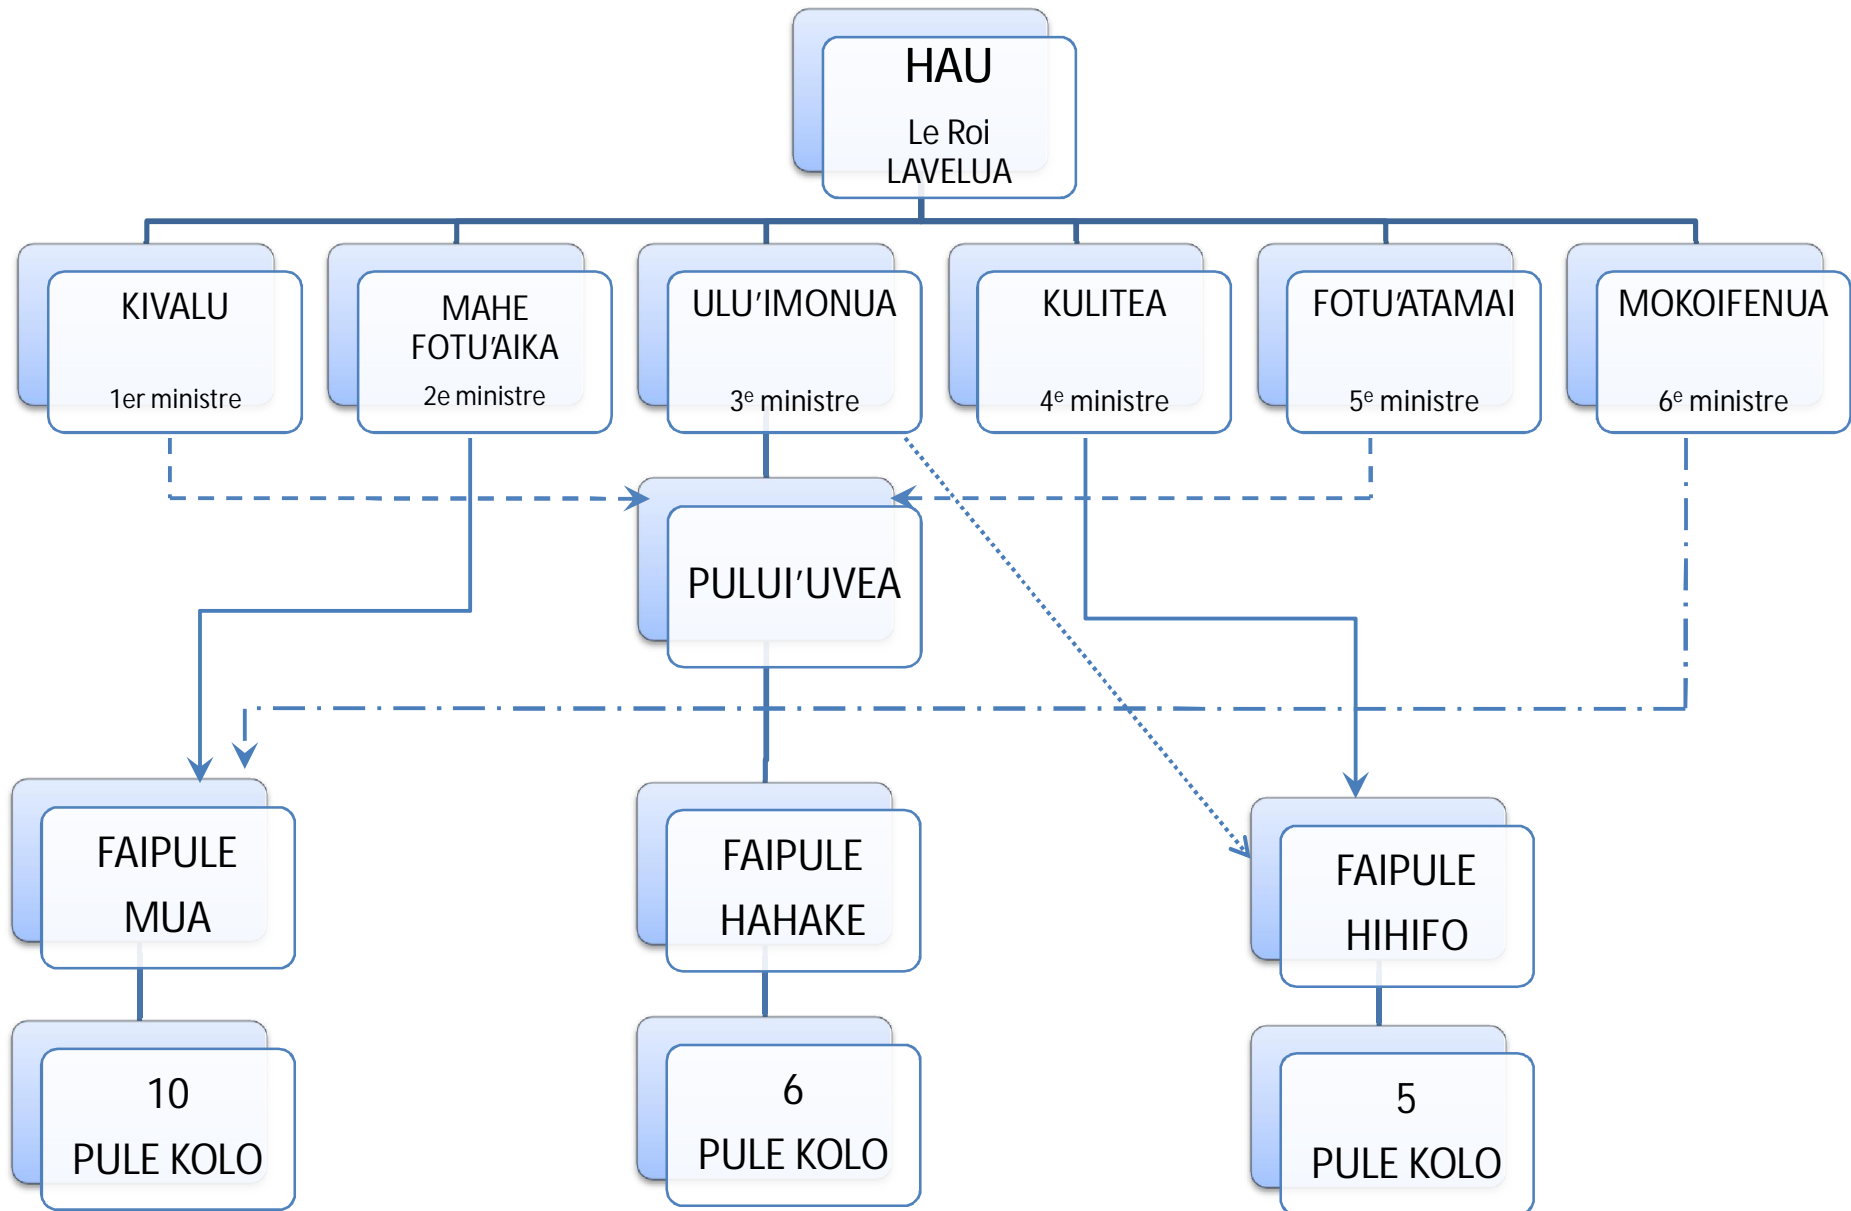 HAU
Le Roi
LAVELUA
KIVALU
1er ministre
MAHE
FOTU’AIKA
2e ministre
ULU’IMONUA
3e ministre
KULITEA
4e ministre
FOTU’ATAMAI
5e ministre
MOKOIFENUA
6e ministre
PULUI’UVEA
FAIPULE
MUA
FAIPULE
HAHAKE
FAIPULE
HIHIFO
10
PULE KOLO
6
PULE KOLO
5
PULE KOLO